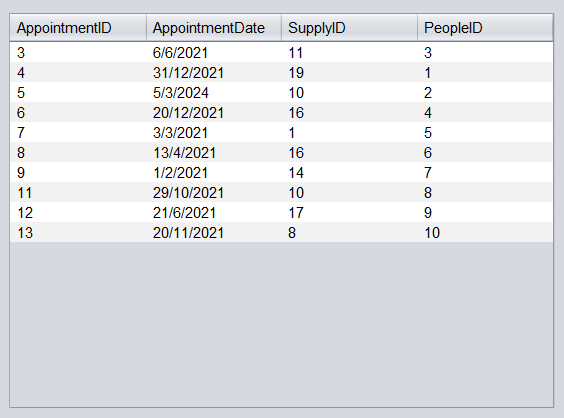 AppointmentID AppointmentDate SupplyID PeopleID
3 6/6/2021 11 3
4 31/12/2021 19 1
5 5/3/2024 10 2
6 20/12/2021 16 4
7 3/3/2021 1 5
8 13/4/2021 16 6
9 1/2/2021 14 7
11 29/10/2021 10 8
12 21/6/2021 17 9
13 20/11/2021 8 10